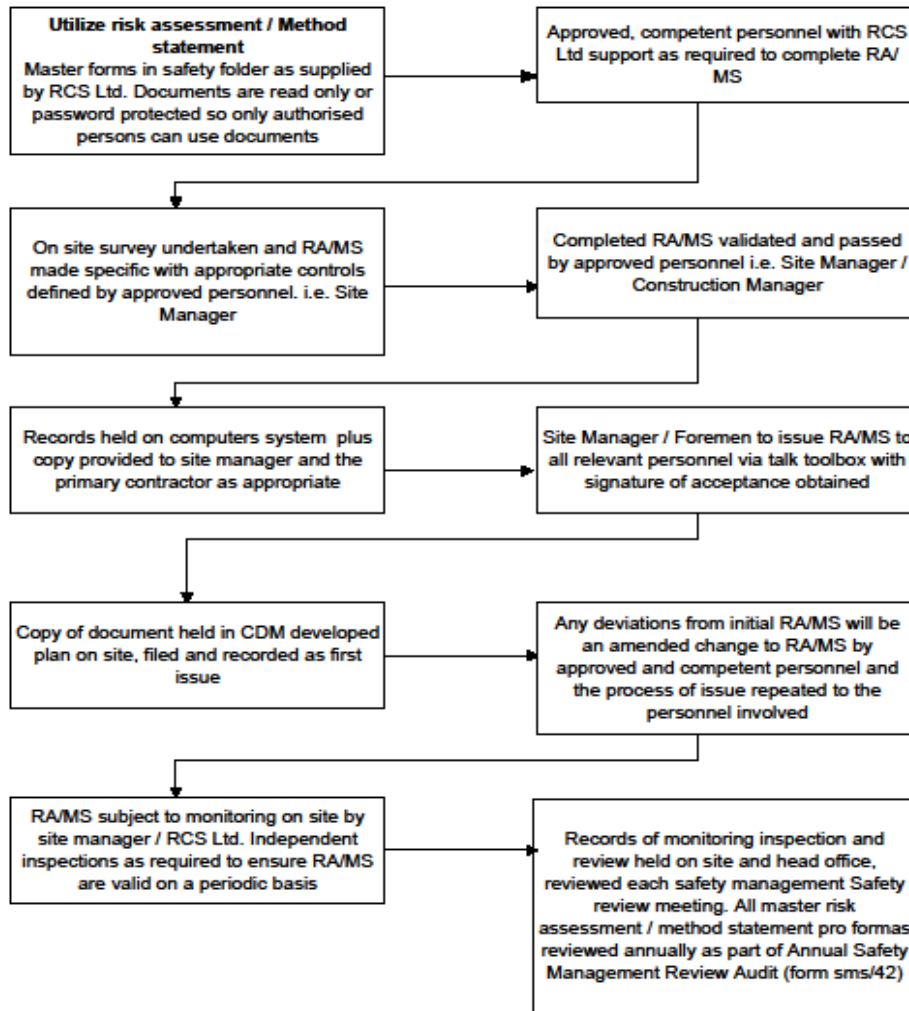 Utilize risk assessment / Method
statement
Master forms in safety folder as supplied
by RCS Ltd. Documents are read only or
password protected so only authorised
persons can use documents
Approved, competent personnel with RCS
Ltd support as required to complete RA/
MS
On site survey undertaken and RA/MS
made specific with appropriate controls
defined by approved personnel. i.e. Site
Manager
Completed RA/MS validated and passed
by approved personnel i.e. Site Manager /
Construction Manager
Records held on computers system plus
copy provided to site manager and the
primary contractor as appropriate
Site Manager / Foremen to issue RA/MS to
all relevant personnel via talk toolbox with
signature of acceptance obtained
Copy of document held in CDM developed
plan on site, filed and recorded as first
issue
Any deviations from initial RA/MS will be
an amended change to RA/MS by
approved and competent personnel and
the process of issue repeated to the
personnel involved
RA/MS subject to monitoring on site by
site manager / RCS Ltd. Independent
inspections as required to ensure RA/MS
are valid on a periodic basis
Records of monitoring inspection and
review held on site and head office,
reviewed each safety management Safety
review meeting. All master risk
assessment / method statement pro formas
reviewed annually as part of Annual Safety
Management Review Audit (form sms/42)